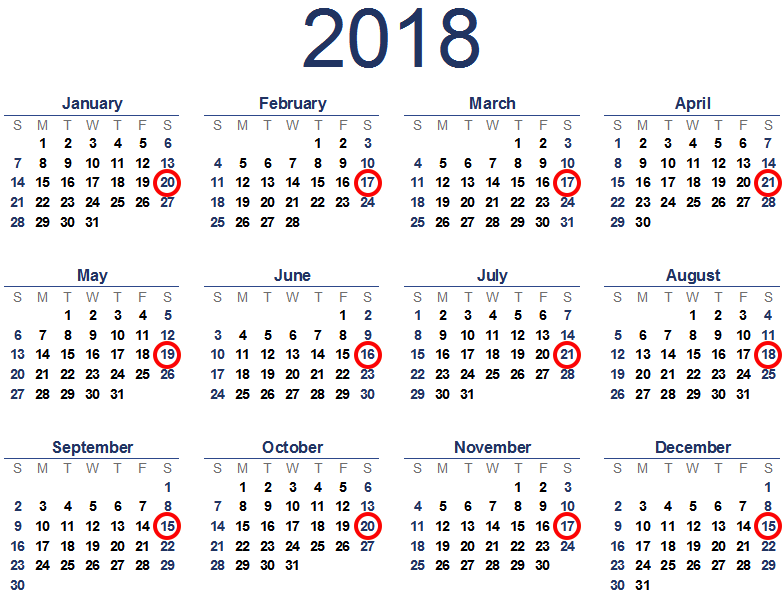 2018
January
S M T W T F S
1 2 3 4 5 6
7 8 9 10 11 12 13
14 15 16 17 18 19 20
21 22 23 24 25 26 27
28 29 30 31
February
S M T W T F S
1 2 3
4 5 6 7 8 9 10
11 12 13 14 15 16 17
18 19 20 21 22 23 24
25 26 27 28
March
S M T W T F S
1 2 3
4 5 6 7 8 9 10
11 12 13 14 15 16 17
18 19 20 21 22 23 24
25 26 27 28 29 30 31
April
S M T W T F S
1 2 3 4 5 6 7
8 9 10 11 12 13 14
15 16 17 18 19 20 21
22 23 24 25 26 27 28
29 30
May
S M T W T F S
1 2 3 4 5
6 7 8 9 10 11 12
13 14 15 16 17 18 19
20 21 22 23 24 25 26
27 28 29 30 31
June
S M T W T F S
1 2
3 4 5 6 7 8 9
10 11 12 13 14 15 16
17 18 19 20 21 22 23
24 25 26 27 28 29 30
July
S M T W T F S
1 2 3 4 5 6 7
8 9 10 11 12 13 14
15 16 17 18 19 20 21
22 23 24 25 26 27 28
29 30 31
August
S M T W T F S
1 2 3 4
5 6 7 8 9 10 11
12 13 14 15 16 17 18
19 20 21 22 23 24 25
26 27 28 29 30 31
September
S M T W T F S
1
2 3 4 5 6 7 8
9 10 11 12 13 14 15
16 17 18 19 20 21 22
23 24 25 26 27 28 29
30
October
S M T W T F S
1 2 3 4 5 6
7 8 9 10 11 12 13
14 15 16 17 18 19 20
21 22 23 24 25 26 27
28 29 30 31
November
S M T W T F S
1 2 3
4 5 6 7 8 9 10
11 12 13 14 15 16 17
18 19 20 21 22 23 24
25 26 27 28 29 30
December
S M T W T F S
1
2 3 4 5 6 7 8
9 10 11 12 13 14 15
16 17 18 19 20 21 22
23 24 25 26 27 28 29
30 31